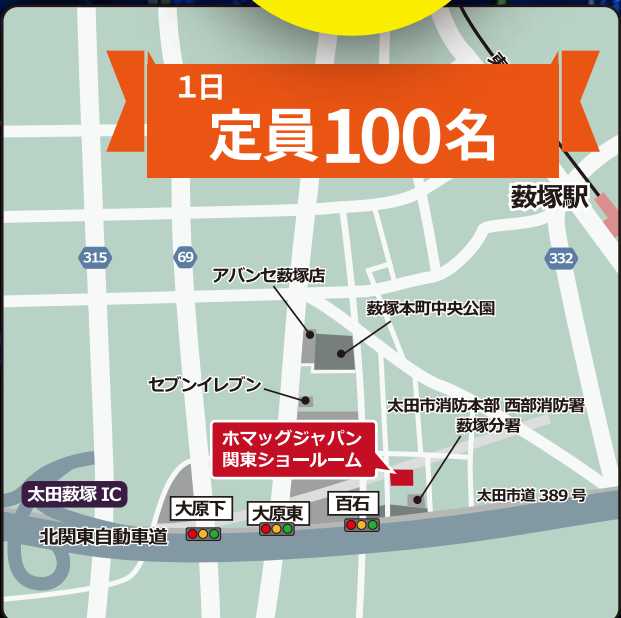 1日
定員100名
薮塚駅
315
69
332
アバンセ薮塚店
薮塚本町中央公園
セブンイレブン
太田市消防本部 西部消防署
薮塚分署
ホマッグジャパン
関東ショールーム
太田薮塚 IC
大原下
大原東
百石
太田市道 389 号
北関東自動車道